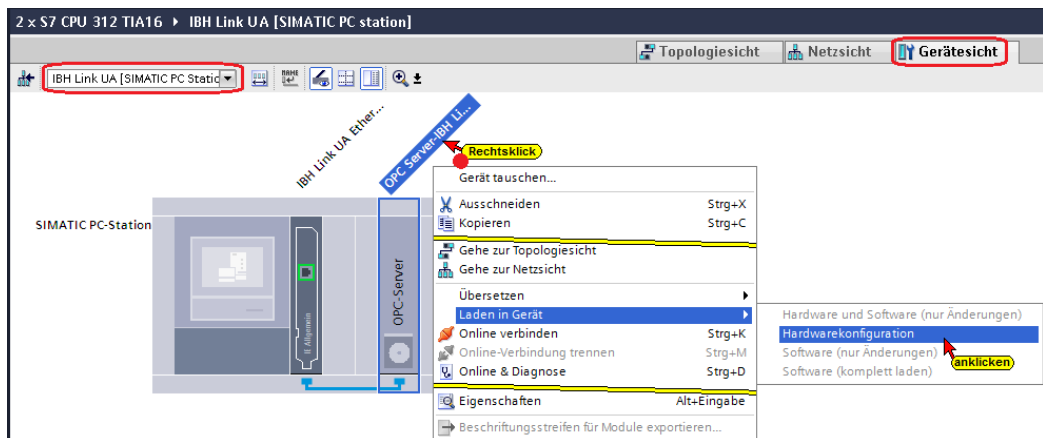 2 x S7 CPU 312 TIA16 ▸ IBH Link UA [SIMATIC PC station]
Topologiesicht
Netzsicht
Gerätesicht
IBH Link UA [SIMATIC PC Static
IBH Link UA Ether...
OPC Server-IBH Li...
Rechtsklick
Gerät tauschen...
SIMATIC PC-Station
Ausschneiden Strg+X
Kopieren Strg+C
Gehe zur Topologiesicht
Gehe zur Netzsicht
OPC-Server
Übersetzen
Laden in Gerät
Hardware und Software (nur Änderungen)
Online verbinden Strg+K
Hardwarekonfiguration
Online-Verbindung trennen Strg+M
Software (nur Änderungen)
anklicken
Online & Diagnose Strg+D
Software (komplett laden)
II Allgemein
Eigenschaften Alt+Eingabe
Beschriftungsstreifen für Module exportieren...